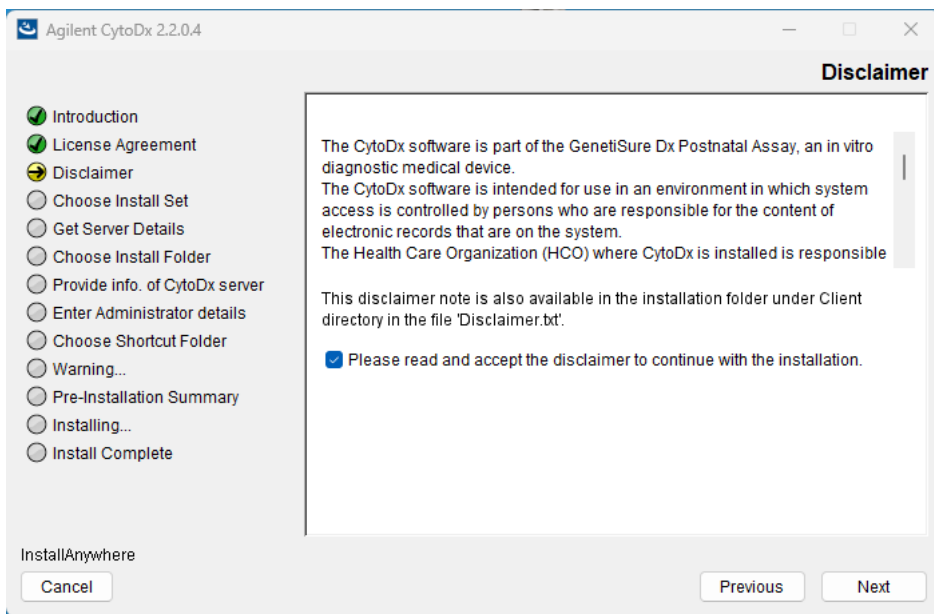 Agilent CytoDx 2.2.0.4
Disclaimer
Introduction
License Agreement
Disclaimer
Choose Install Set
Get Server Details
Choose Install Folder
Provide info. of CytoDx server
Enter Administrator details
Choose Shortcut Folder
Warning...
Pre-Installation Summary
Installing...
Install Complete
The CytoDx software is part of the GenetiSure Dx Postnatal Assay, an in vitro
diagnostic medical device.
The CytoDx software is intended for use in an environment in which system
access is controlled by persons who are responsible for the content of
electronic records that are on the system.
The Health Care Organization (HCO) where CytoDx is installed is responsible
This disclaimer note is also available in the installation folder under Client
directory in the file 'Disclaimer.txt'.
Please read and accept the disclaimer to continue with the installation.
InstallAnywhere
Cancel
Previous
Next